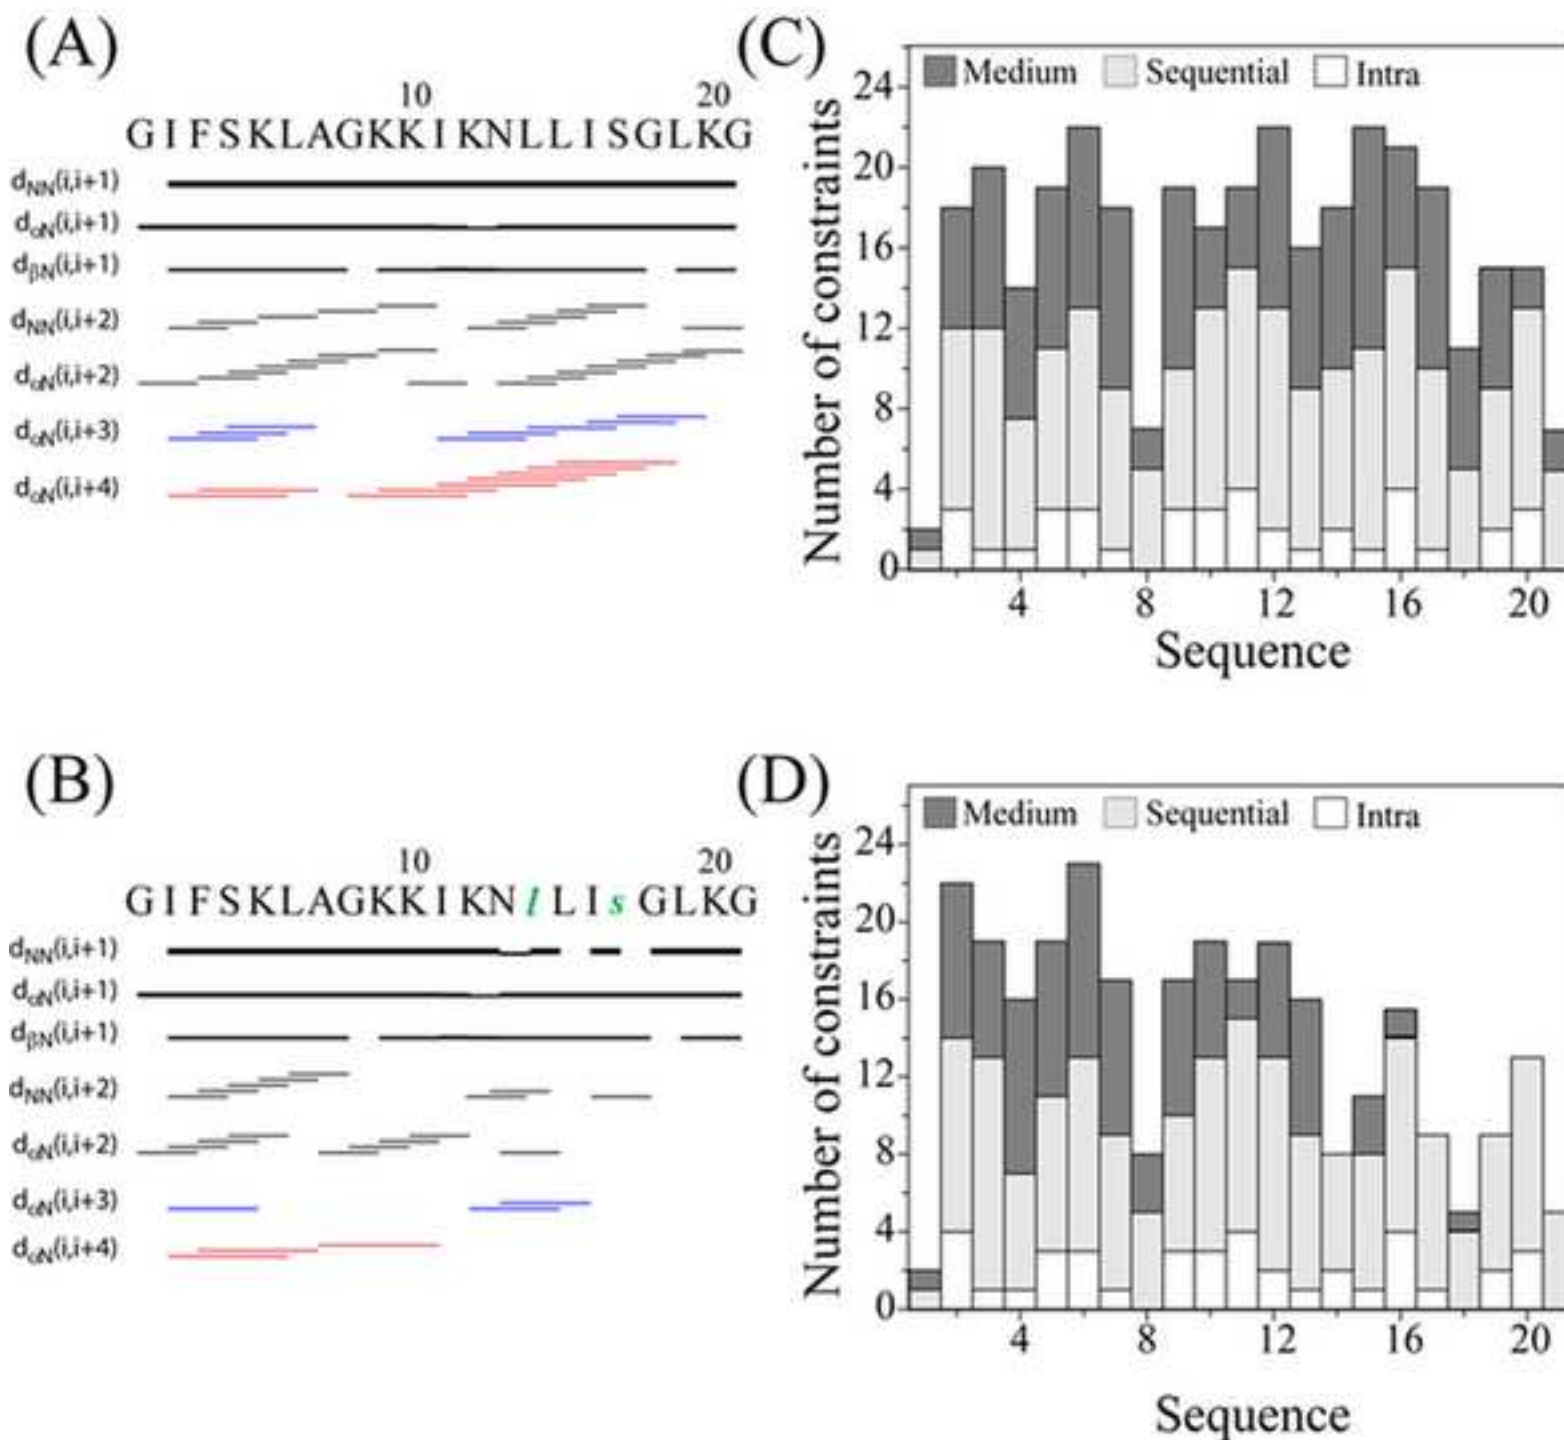 (A)
10 20
GIFSKLAGKKIKNLLISGLKG
dNN(i,i+1)
dαN(i,i+1)
dβN(i,i+1)
dNN(i,i+2)
dαN(i,i+2)
dαN(i,i+3)
dαN(i,i+4)
(C)
Medium Sequential Intra
Number of constraints
24
20
16
12
8
4
0
4 8 12 16 20
Sequence
(B)
10 20
GIFSKLAGKKIKNlLIsGLKG
dNN(i,i+1)
dαN(i,i+1)
dβN(i,i+1)
dNN(i,i+2)
dαN(i,i+2)
dαN(i,i+3)
dαN(i,i+4)
(D)
Medium Sequential Intra
Number of constraints
24
20
16
12
8
4
0
4 8 12 16 20
Sequence